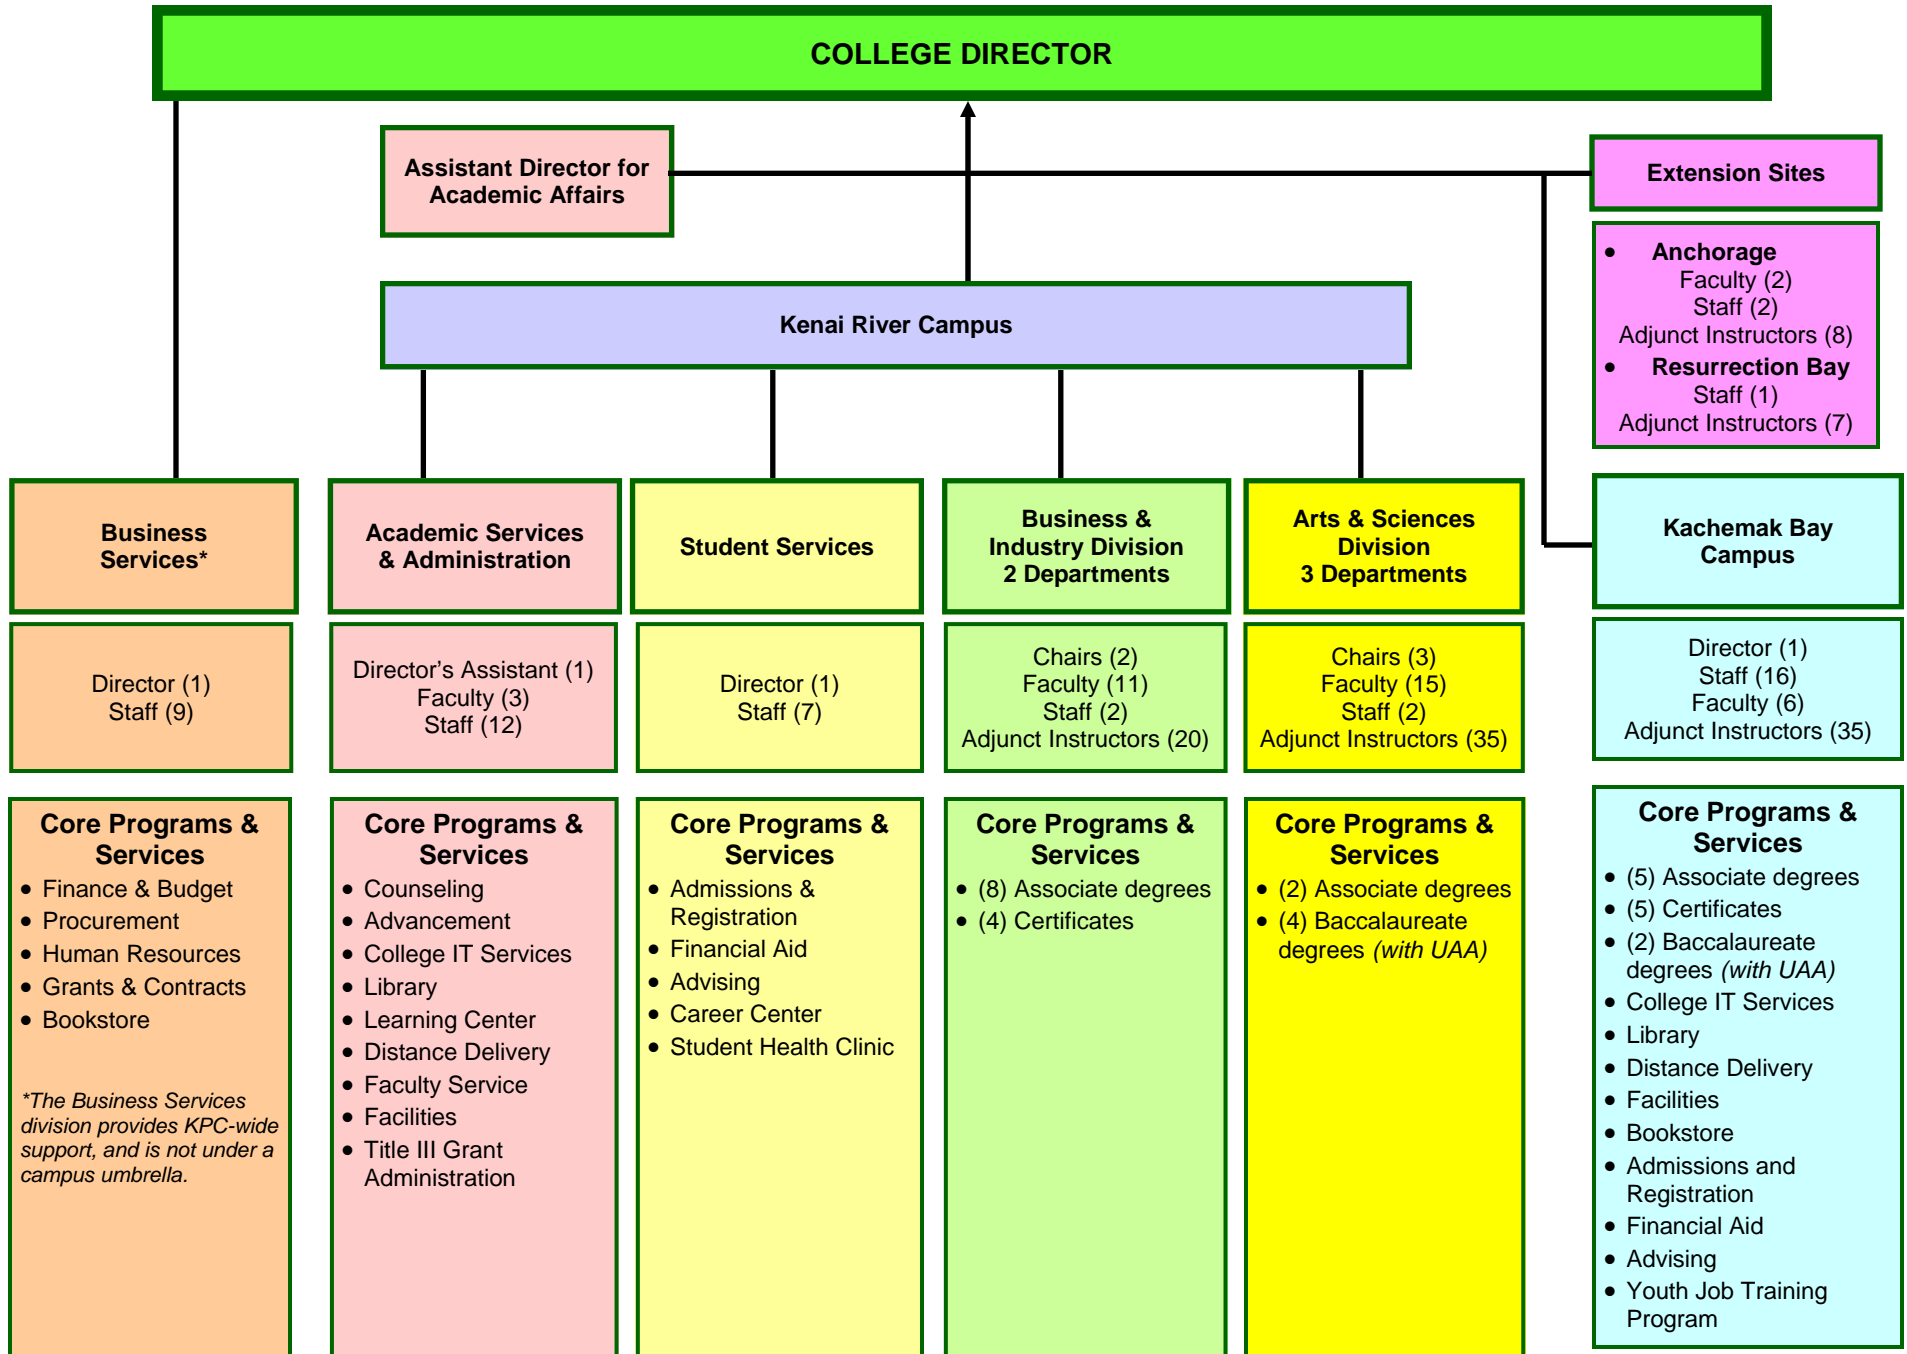 COLLEGE DIRECTOR
Assistant Director for
Academic Affairs
Extension Sites
• Anchorage
Faculty (2)
Staff (2)
Adjunct Instructors (8)
• Resurrection Bay
Staff (1)
Adjunct Instructors (7)
Kenai River Campus
Business
Services*
Director (1)
Staff (9)
Core Programs &
Services
• Finance & Budget
• Procurement
• Human Resources
• Grants & Contracts
• Bookstore
*The Business Services
division provides KPC-wide
support, and is not under a
campus umbrella.
Academic Services
& Administration
Director’s Assistant (1)
Faculty (3)
Staff (12)
Core Programs &
Services
• Counseling
• Advancement
• College IT Services
• Library
• Learning Center
• Distance Delivery
• Faculty Service
• Facilities
• Title III Grant
Administration
Student Services
Director (1)
Staff (7)
Core Programs &
Services
• Admissions &
Registration
• Financial Aid
• Advising
• Career Center
• Student Health Clinic
Business &
Industry Division
2 Departments
Chairs (2)
Faculty (11)
Staff (2)
Adjunct Instructors (20)
Core Programs &
Services
• (8) Associate degrees
• (4) Certificates
Arts & Sciences
Division
3 Departments
Chairs (3)
Faculty (15)
Staff (2)
Adjunct Instructors (35)
Core Programs &
Services
• (2) Associate degrees
• (4) Baccalaureate
degrees (with UAA)
Kachemak Bay
Campus
Director (1)
Staff (16)
Faculty (6)
Adjunct Instructors (35)
Core Programs &
Services
• (5) Associate degrees
• (5) Certificates
• (2) Baccalaureate
degrees (with UAA)
• College IT Services
• Library
• Distance Delivery
• Facilities
• Bookstore
• Admissions and
Registration
• Financial Aid
• Advising
• Youth Job Training
Program